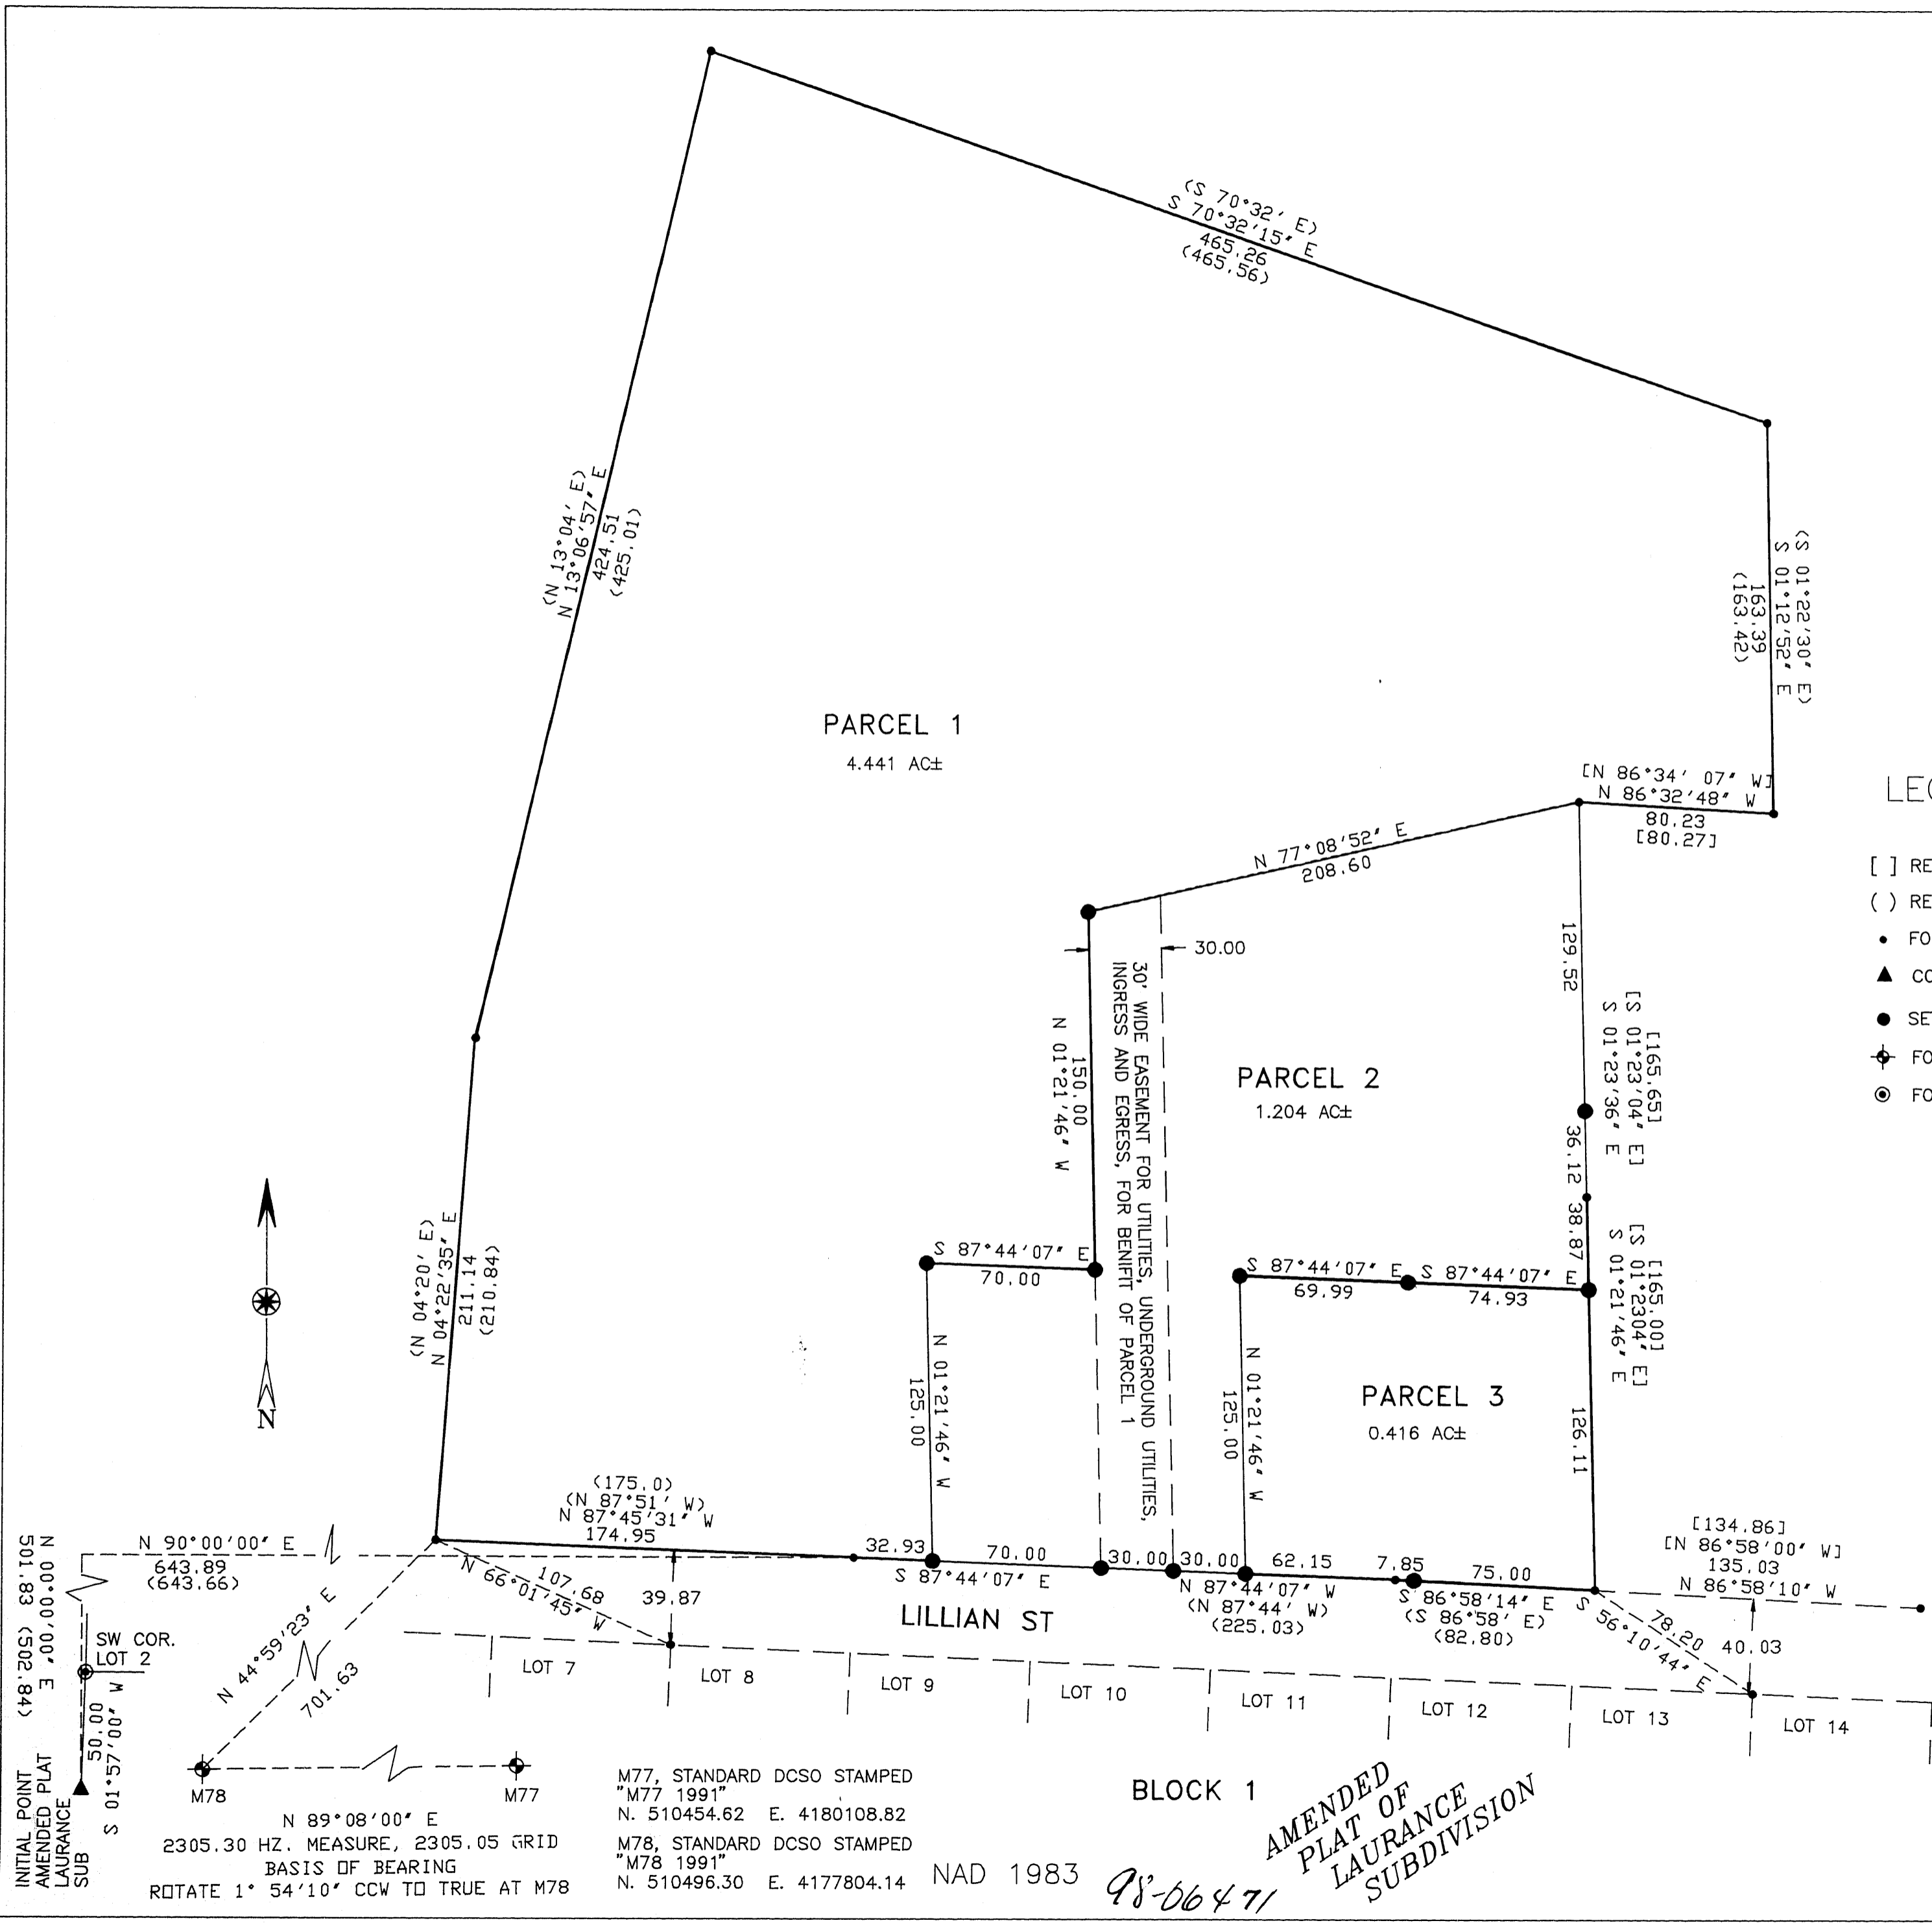 (S 70°32' E)
S 70°32'15" E
465.26
(465.56)
(N 13°04' E)
N 13°06'57" E
424.51
(425.01)
(S 01°22'30" E)
S 01°12'52" E
163.39
(163.42)
PARCEL 1
4.441 AC±
[N 86°34' 07" W]
N 86°32'48" W
80.23
[80.27]
N 77°08'52" E
208.60
30.00
129.52
[165.65]
[S 01°23'04" E]
S 01°23'36" E
36.12
38.87
[165.00]
[S 01°2304" E]
S 01°21'46" E
126.11
150.00
N 01°21'46" W
30' WIDE EASEMENT FOR UTILITIES, UNDERGROUND UTILITIES,
INGRESS AND EGRESS, FOR BENIFIT OF PARCEL 1
PARCEL 2
1.204 AC±
S 87°44'07" E
70.00
S 87°44'07" E
69.99
S 87°44'07" E
74.93
N 01°21'46" W
125.00
N 01°21'46" W
125.00
PARCEL 3
0.416 AC±
(N 04°20' E)
N 04°22'35" E
211.14
(210.84)
N
(175.0)
(N 87°51' W)
N 87°45'31" W
174.95
32.93
70.00
S 87°44'07" E
30.00
30.00
62.15
N 87°44'07" W
(N 87°44' W)
(225.03)
7.85
75.00
S 86°58'14" E
(S 86°58' E)
(82.80)
[134.86]
[N 86°58'00" W]
135.03
N 86°58'10" W
78.20
S 56°10'44" E
40.03
107.68
N 66°01'45" W
39.87
LILLIAN ST
N 90°00'00" E
643.89
(643.66)
N 00°00'00" E
501.83 (502.84)
SW COR.
LOT 2
50.00
S 01°57'00" W
INITIAL POINT
AMENDED PLAT
LAURANCE
SUB
N 44°59'23" E
701.63
LOT 7
LOT 8
LOT 9
LOT 10
LOT 11
LOT 12
LOT 13
LOT 14
M78
M77
N 89°08'00" E
2305.30 HZ. MEASURE, 2305.05 GRID
BASIS OF BEARING
ROTATE 1° 54'10" CCW TO TRUE AT M78
M77, STANDARD DCSO STAMPED
"M77 1991"
N. 510454.62 E. 4180108.82
M78, STANDARD DCSO STAMPED
"M78 1991"
N. 510496.30 E. 4177804.14
NAD 1983
98-06471
BLOCK 1
AMENDED
PLAT OF
LAURANCE
SUBDIVISION
LEG
[ ] RE
( ) RE
FO
CO
SE
FO
FO